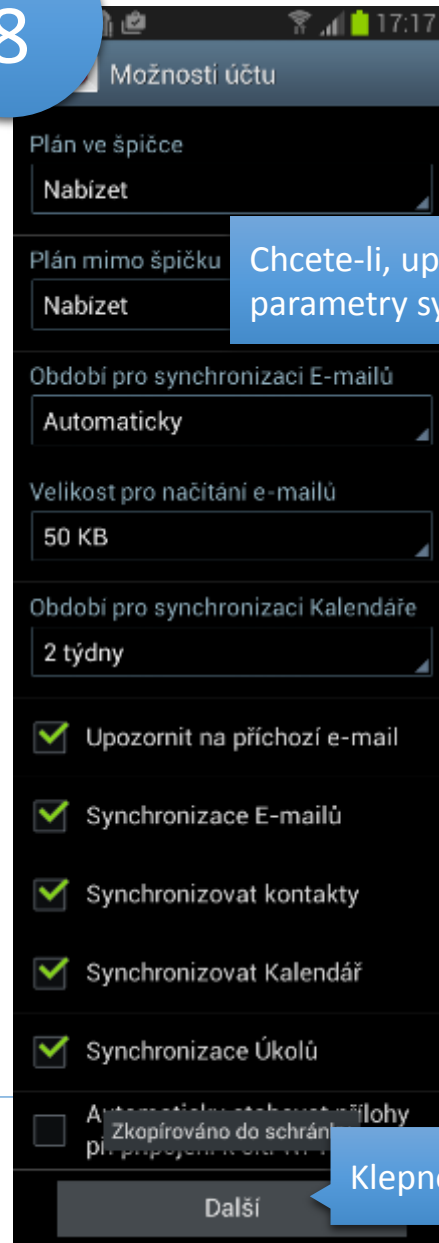 8
17:17
Možnosti účtu
Plán ve špičce
Nabízet
Plán mimo špičku
Nabízet
Chcete-li, up
parametry sy
Období pro synchronizaci E-mailů
Automaticky
Velikost pro načítání e-mailů
50 KB
Období pro synchronizaci Kalendáře
2 týdny
Upozornit na příchozí e-mail
Synchronizace E-mailů
Synchronizovat kontakty
Synchronizovat Kalendář
Synchronizace Úkolů
Zkopírováno do schrán
Klepn
Další